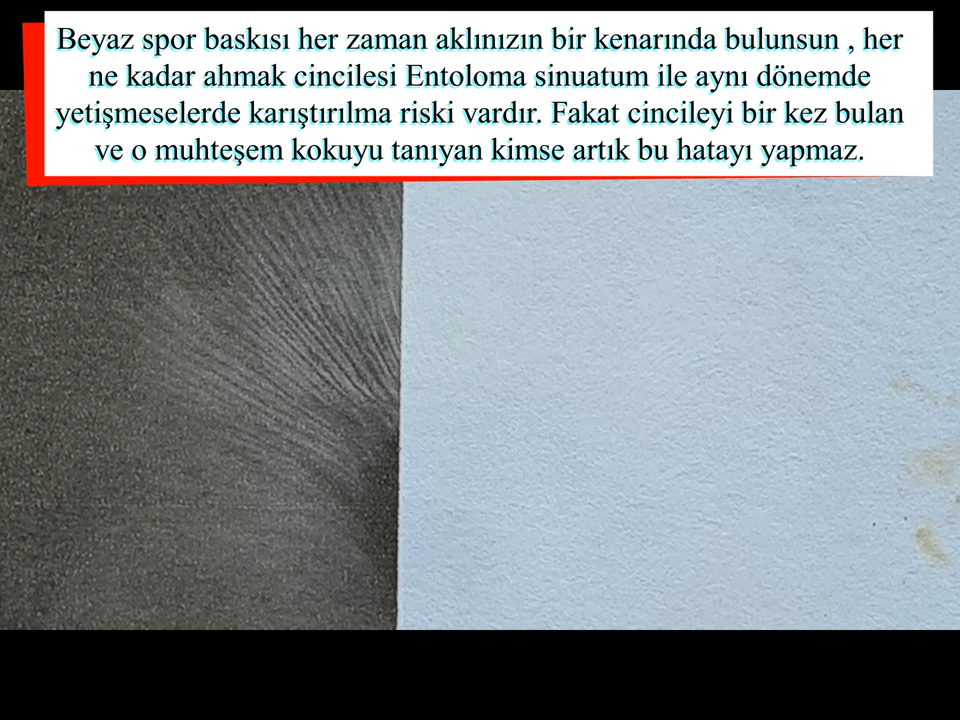 Beyaz spor baskısı her zaman aklınızın bir kenarında bulunsun , her
ne kadar ahmak cincilesi Entoloma sinuatum ile aynı dönemde
yetişmeselerde karıştırılma riski vardır. Fakat cincileyi bir kez bulan
ve o muhteşem kokuyu tanıyan kimse artık bu hatayı yapmaz.